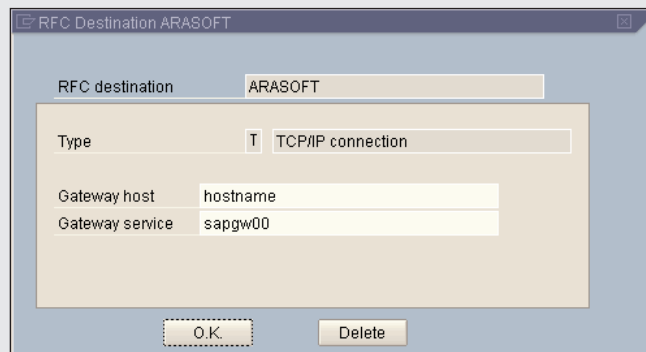 RFC Destination ARASOFT
RFC destination ARASOFT
Type T TCP/IP connection
Gateway host hostname
Gateway service sapgw00
O.K. Delete